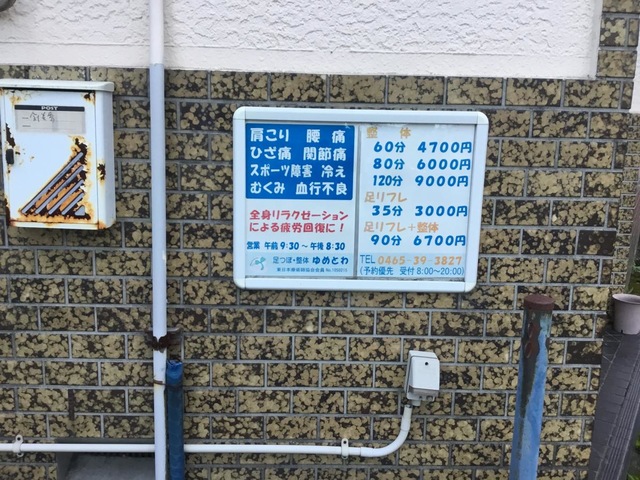 POST
肩こり 腰痛
ひざ痛 関節痛
スポーツ障害 冷え
むくみ 血行不良
全身リラクゼーション
による疲労回復に!
営業 午前9:30〜午後8:30
足つぼ・整体 ゆめとわ
整体
60分 4700円
80分 6000円
120分 9000円
足リフレ
35分 3000円
足リフレ+整体
90分 6700円
TEL 0465-39-3827
(予約優先 受付8:00〜20:00)